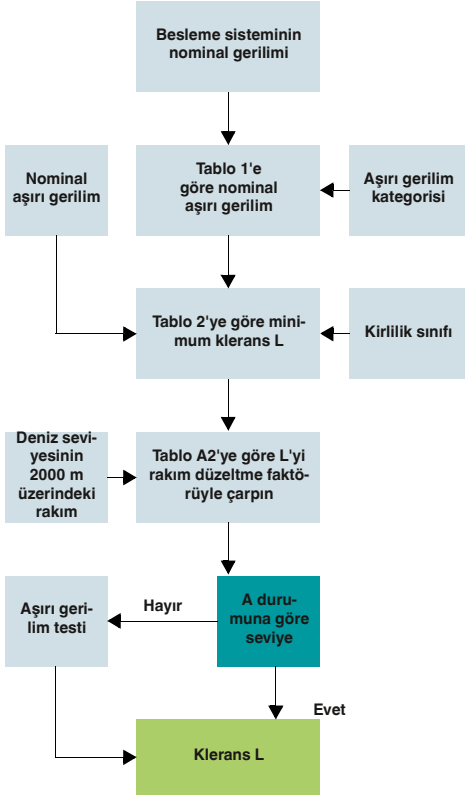 Besleme sisteminin
nominal gerilimi
Nominal
aşırı gerilim
Tablo 1'e
göre nominal
aşırı gerilim
Aşırı gerilim
kategorisi
Tablo 2'ye göre mini-
mum klerans L
Kirlilik sınıfı
Deniz sevi-
yesinin
2000 m
üzerindeki
rakım
Tablo A2'ye göre L'yi
rakım düzeltme faktö-
rüyle çarpın
Aşırı geri-
lim testi
Hayır
A duru-
muna göre
seviye
Evet
Klerans L